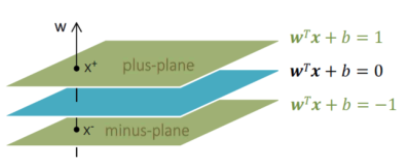 w
wᵀx + b = 1
x⁺ plus-plane
wᵀx + b = 0
wᵀx + b = −1
x⁻ minus-plane